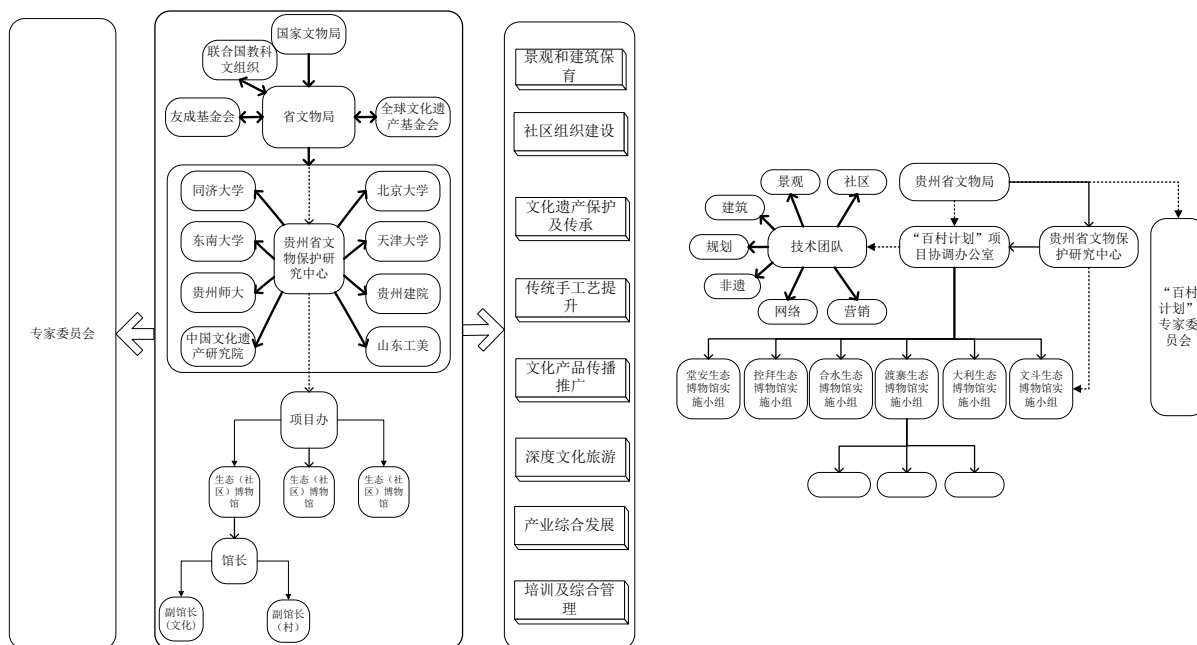 专家委员会
国家文物局
联合国教科
文组织
友成基金会
省文物局
全球文化遗
产基金会
同济大学
北京大学
东南大学
贵州省文
物保护研
究中心
天津大学
贵州师大
贵州建院
中国文化遗
产研究院
山东工美
项目办
生态（社
区）博物
馆
生态（社
区）博物
馆
生态（社
区）博物
馆
馆长
副馆长
(文化)
副馆长
（村）
景观和建筑保
育
社区组织建设
文化遗产保护
及传承
传统手工艺提
升
文化产品传播
推广
深度文化旅游
产业综合发展
培训及综合管
理
景观
社区
建筑
规划
技术团队
非遗
网络
营销
贵州省文物局
“百村计划”项
目协调办公室
贵州省文物保
护研究中心
“百村
计划”
专家委
员会
堂安生态
博物馆实
施小组
控拜生态
博物馆实
施小组
合水生态
博物馆实
施小组
渡寨生态
博物馆实
施小组
大利生态
博物馆实
施小组
文斗生态
博物馆实
施小组